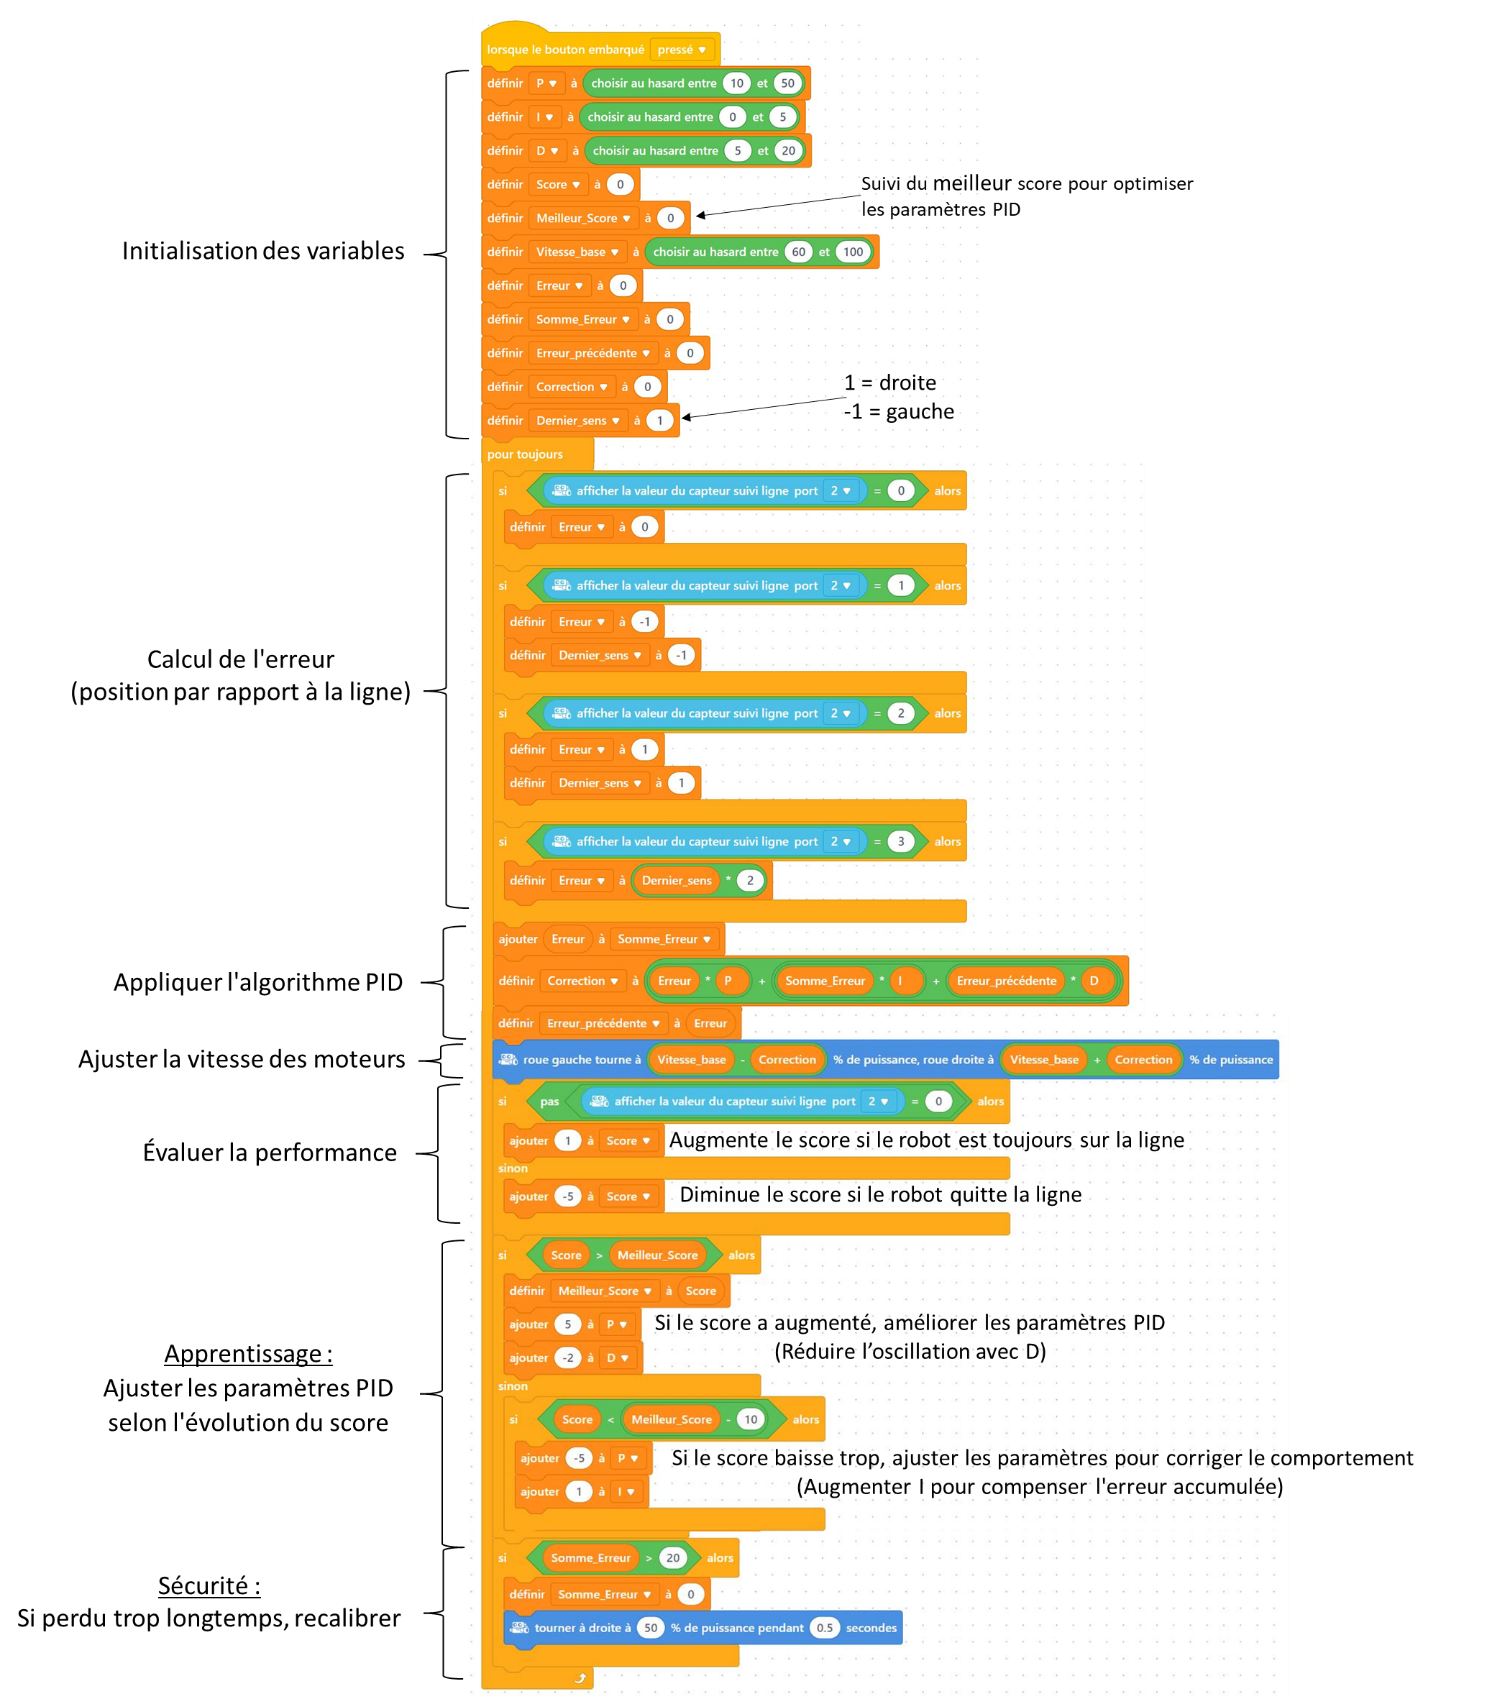 lorsque le bouton embarqué pressé
définir P à choisir au hasard entre 10 et 50
définir I à choisir au hasard entre 0 et 5
définir D à choisir au hasard entre 5 et 20
définir Score à 0
Suivi du meilleur score pour optimiser
les paramètres PID
définir Meilleur_Score à 0
Initialisation des variables
définir Vitesse_base à choisir au hasard entre 60 et 100
définir Erreur à 0
définir Somme_Erreur à 0
définir Erreur_précédente à 0
définir Correction à 0
1 = droite
-1 = gauche
définir Dernier_sens à 1
pour toujours
si afficher la valeur du capteur suivi ligne port 2 = 0 alors
définir Erreur à 0
si afficher la valeur du capteur suivi ligne port 2 = 1 alors
définir Erreur à -1
définir Dernier_sens à -1
Calcul de l'erreur
(position par rapport à la ligne)
si afficher la valeur du capteur suivi ligne port 2 = 2 alors
définir Erreur à 1
définir Dernier_sens à 1
si afficher la valeur du capteur suivi ligne port 2 = 3 alors
définir Erreur à Dernier_sens * 2
ajouter Erreur à Somme_Erreur
Appliquer l'algorithme PID
définir Correction à Erreur * P + Somme_Erreur * I + Erreur_précédente * D
définir Erreur_précédente à Erreur
Ajuster la vitesse des moteurs
roue gauche tourne à Vitesse_base - Correction % de puissance, roue droite à Vitesse_base + Correction % de puissance
si pas afficher la valeur du capteur suivi ligne port 2 = 0 alors
ajouter 1 à Score Augmente le score si le robot est toujours sur la ligne
Évaluer la performance
sinon
ajouter -5 à Score Diminue le score si le robot quitte la ligne
si Score > Meilleur_Score alors
définir Meilleur_Score à Score
ajouter 5 à P Si le score a augmenté, améliorer les paramètres PID
ajouter -2 à D (Réduire l’oscillation avec D)
Apprentissage :
Ajuster les paramètres PID
selon l'évolution du score
sinon
si Score < Meilleur_Score - 10 alors
ajouter -5 à P Si le score baisse trop, ajuster les paramètres pour corriger le comportement
ajouter 1 à I (Augmenter I pour compenser l'erreur accumulée)
si Somme_Erreur > 20 alors
Sécurité :
Si perdu trop longtemps, recalibrer
définir Somme_Erreur à 0
tourner à droite à 50 % de puissance pendant 0.5 secondes